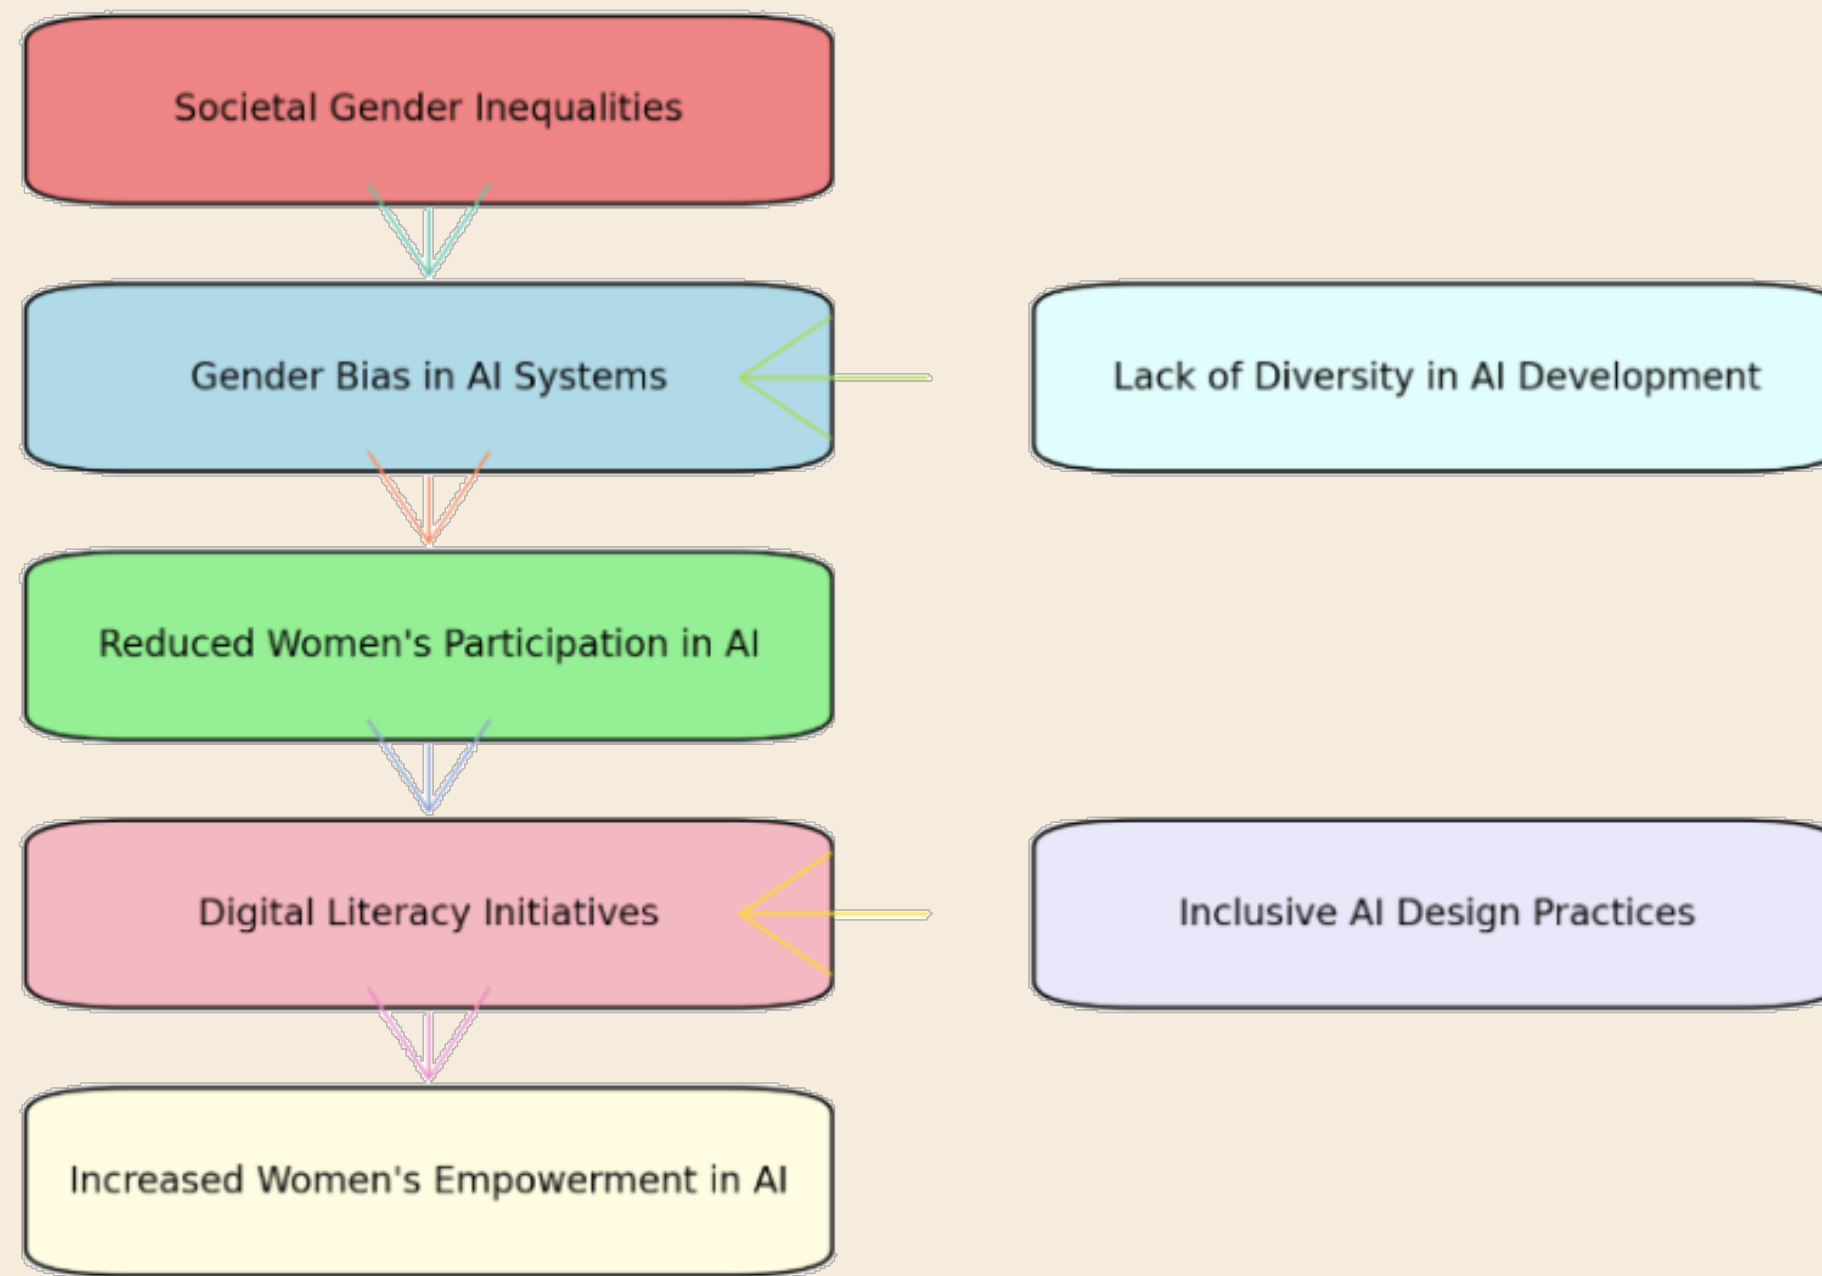 Societal Gender Inequalities
Gender Bias in AI Systems
Lack of Diversity in AI Development
Reduced Women's Participation in AI
Digital Literacy Initiatives
Inclusive AI Design Practices
Increased Women's Empowerment in AI